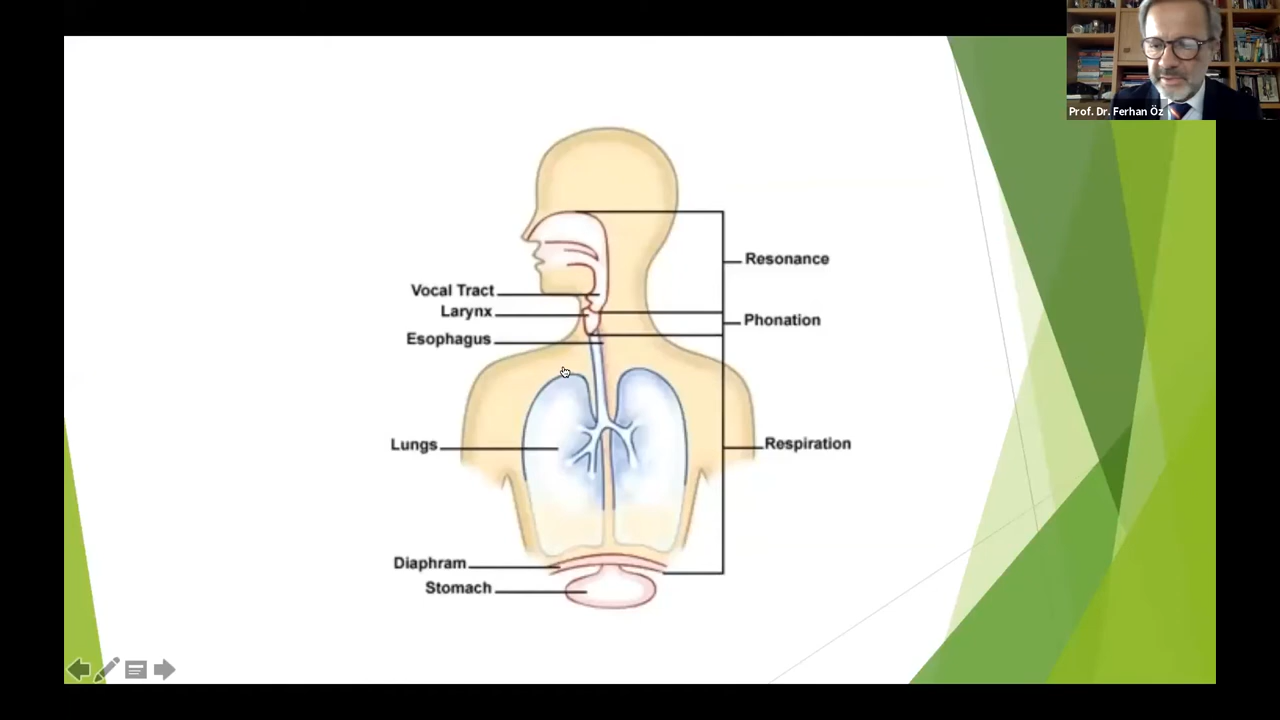 Prof. Dr. Ferhan Öz
Resonance
Vocal Tract
Larynx
Phonation
Esophagus
Lungs
Respiration
Diaphram
Stomach